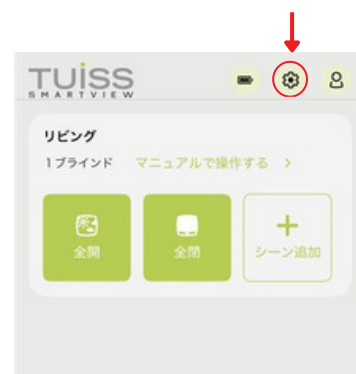 TUiSS
SMARTVIEW
リビング
1ブラインド マニュアルで操作する >
全開 全閉 シーン追加